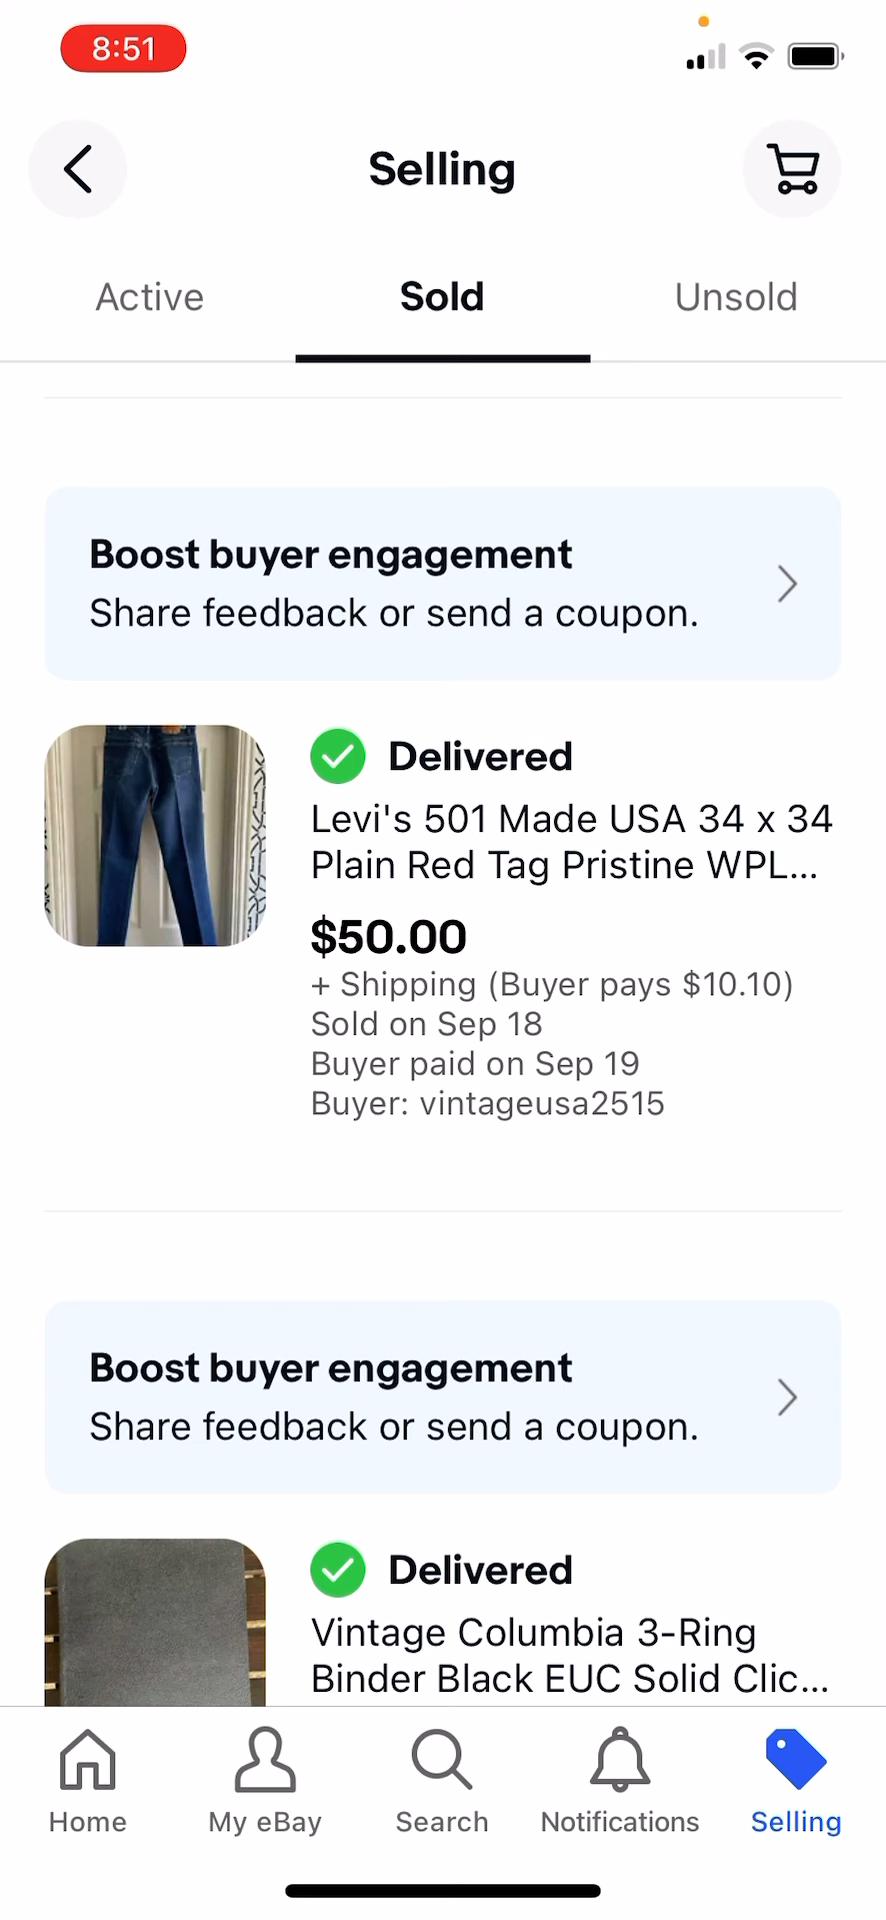 8:51
Selling
Active
Sold
Unsold
Boost buyer engagement
Share feedback or send a coupon.
Delivered
Levi's 501 Made USA 34 x 34
Plain Red Tag Pristine WPL...
$50.00
+ Shipping (Buyer pays $10.10)
Sold on Sep 18
Buyer paid on Sep 19
Buyer: vintageusa2515
Boost buyer engagement
Share feedback or send a coupon.
Delivered
Vintage Columbia 3-Ring
Binder Black EUC Solid Clic...
Home
My eBay
Search
Notifications
Selling